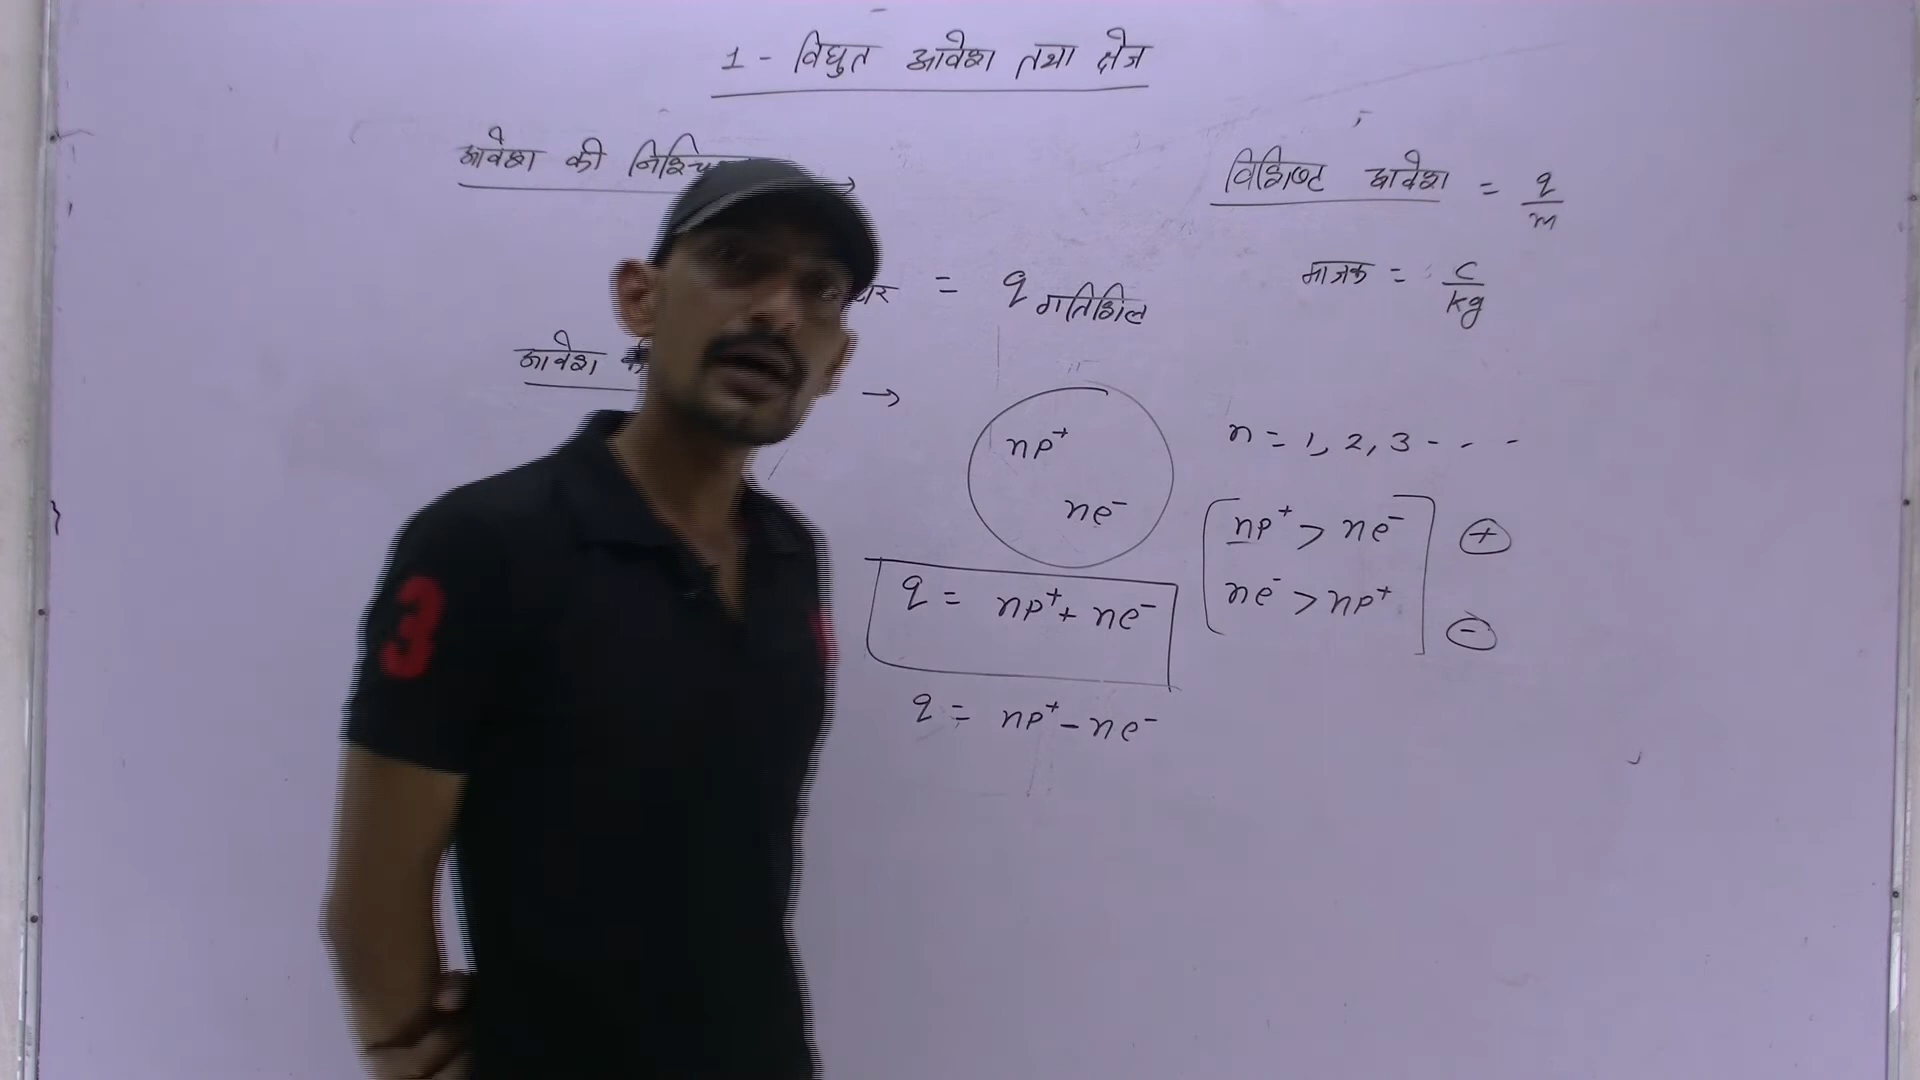 1 - विद्युत आवेश तथा क्षेत्र
आवेश की
विशिष्ट आवेश = q/m
= q गतिशिल
मात्रक = C/kg
आवेश
→
np⁺
ne⁻
n = 1, 2, 3 - - -
np⁺ > ne⁻ ⊕
ne⁻ > np⁺ ⊖
q = np⁺ + ne⁻
q = np⁺ - ne⁻
3